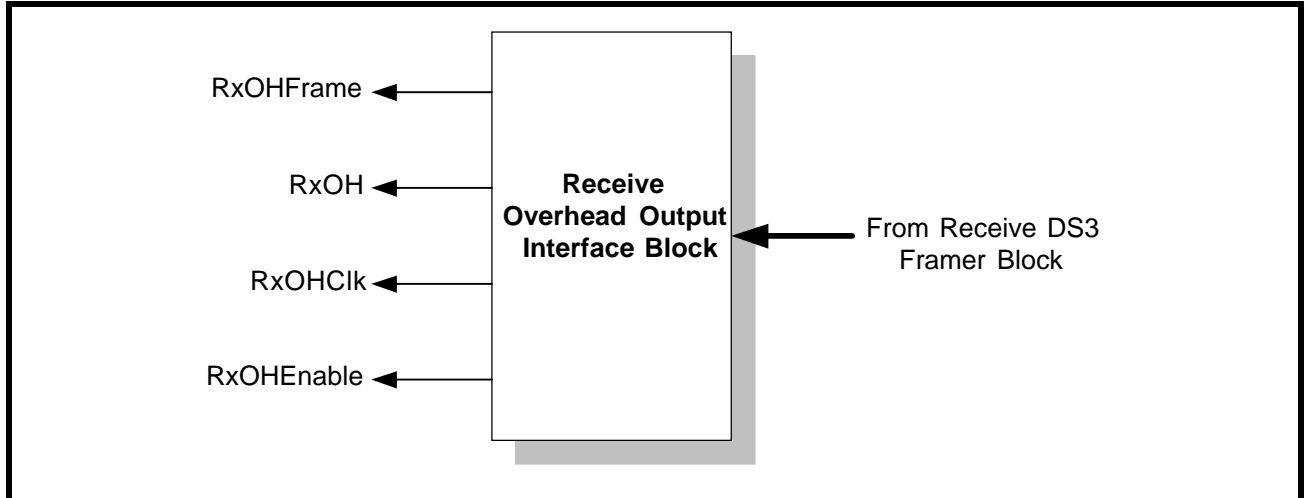 RxOHFrame
RxOH
RxOHClk
RxOHEnable
Receive
Overhead Output
Interface Block
From Receive DS3
Framer Block